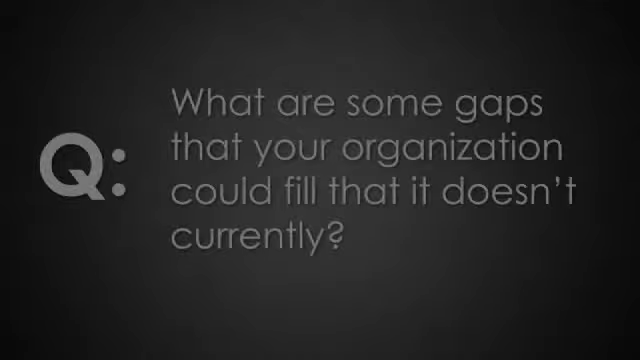 Q:
What are some gaps
that your organization
could fill that it doesn't
currently?